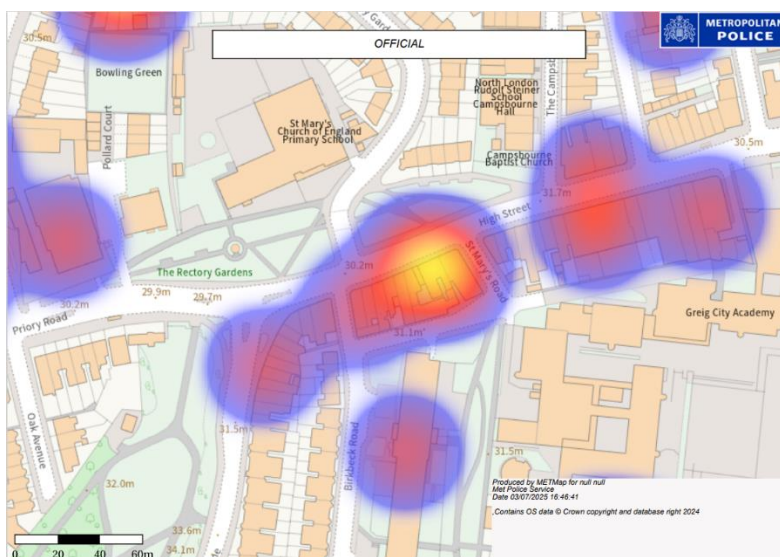 30.5m
OFFICIAL
METROPOLITAN
POLICE
Bowling Green
Pollard Court
St Mary's
Church of England
Primary School
North London
Rudolf Steiner
School
Campsbourne
Hall
Campsbourne
Baptist Church
30.5m
31.7m
High Street
The Rectory Gardens
30.2m
St Mary's Road
30.2m
29.9m
29.7m
Priory Road
31.1m
Greig City Academy
Oak Avenue
31.5m
Birkbeck Road
31.5m
32.0m
33.6m
34.1m
0 20 40 60m
Produced by METMap for null null
Met Police Service
Date 03/07/2025 16:46:41
,Contains OS data © Crown copyright and database right 2024